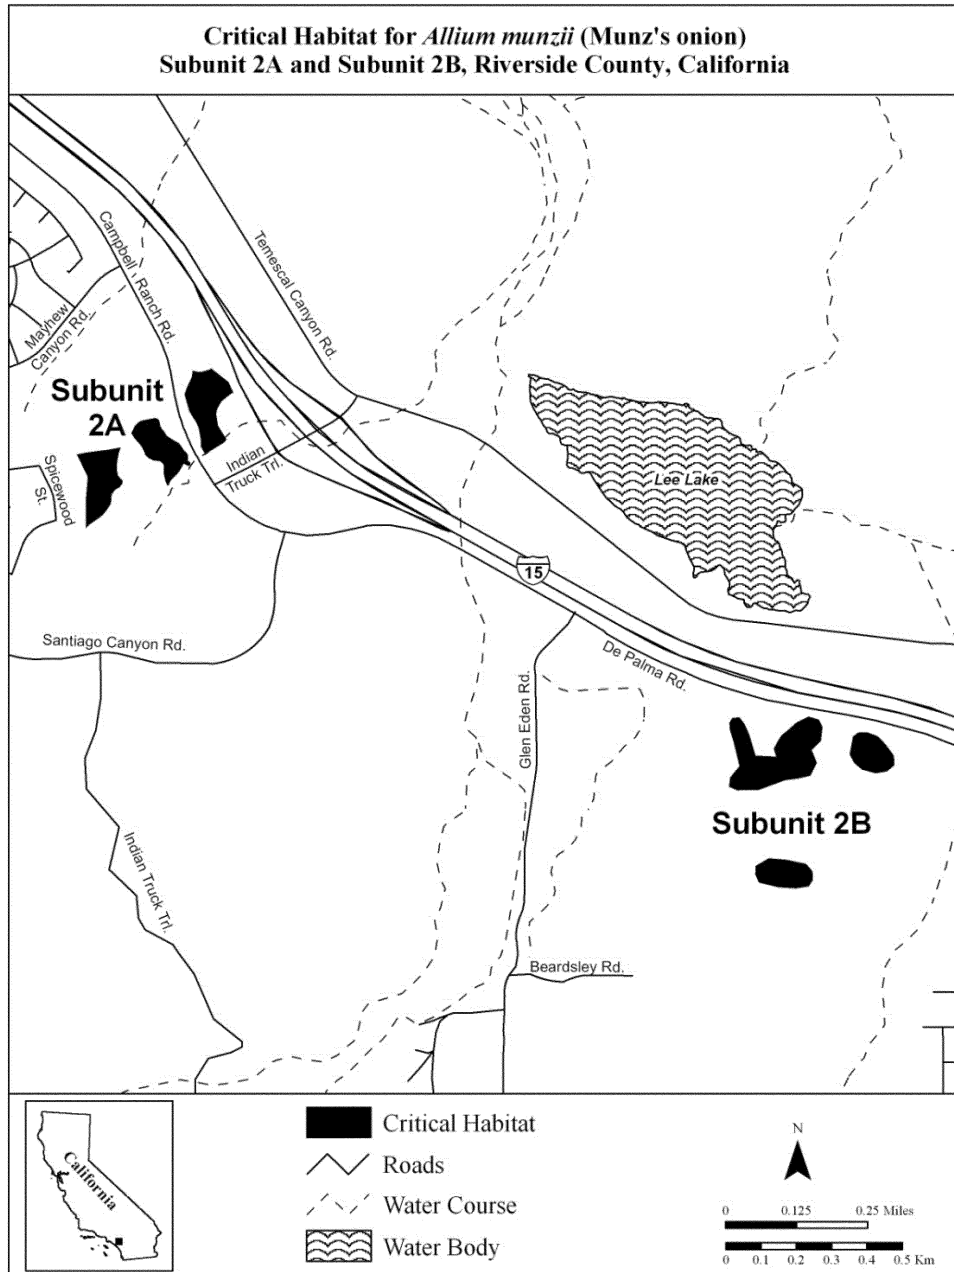 Critical Habitat for Allium munzii (Munz's onion)
Subunit 2A and Subunit 2B, Riverside County, California
Campbell Ranch Rd.
Temescal Canyon Rd.
Mayhew
Canyon Rd.
Subunit
2A
Spicewood
St.
Indian
Truck Trl.
Lee Lake
15
Santiago Canyon Rd.
De Palma Rd.
Glen Eden Rd.
Subunit 2B
Indian Truck Trl.
Beardsley Rd.
California
Critical Habitat
Roads
Water Course
Water Body
N
0 0.125 0.25 Miles
0 0.1 0.2 0.3 0.4 0.5 Km